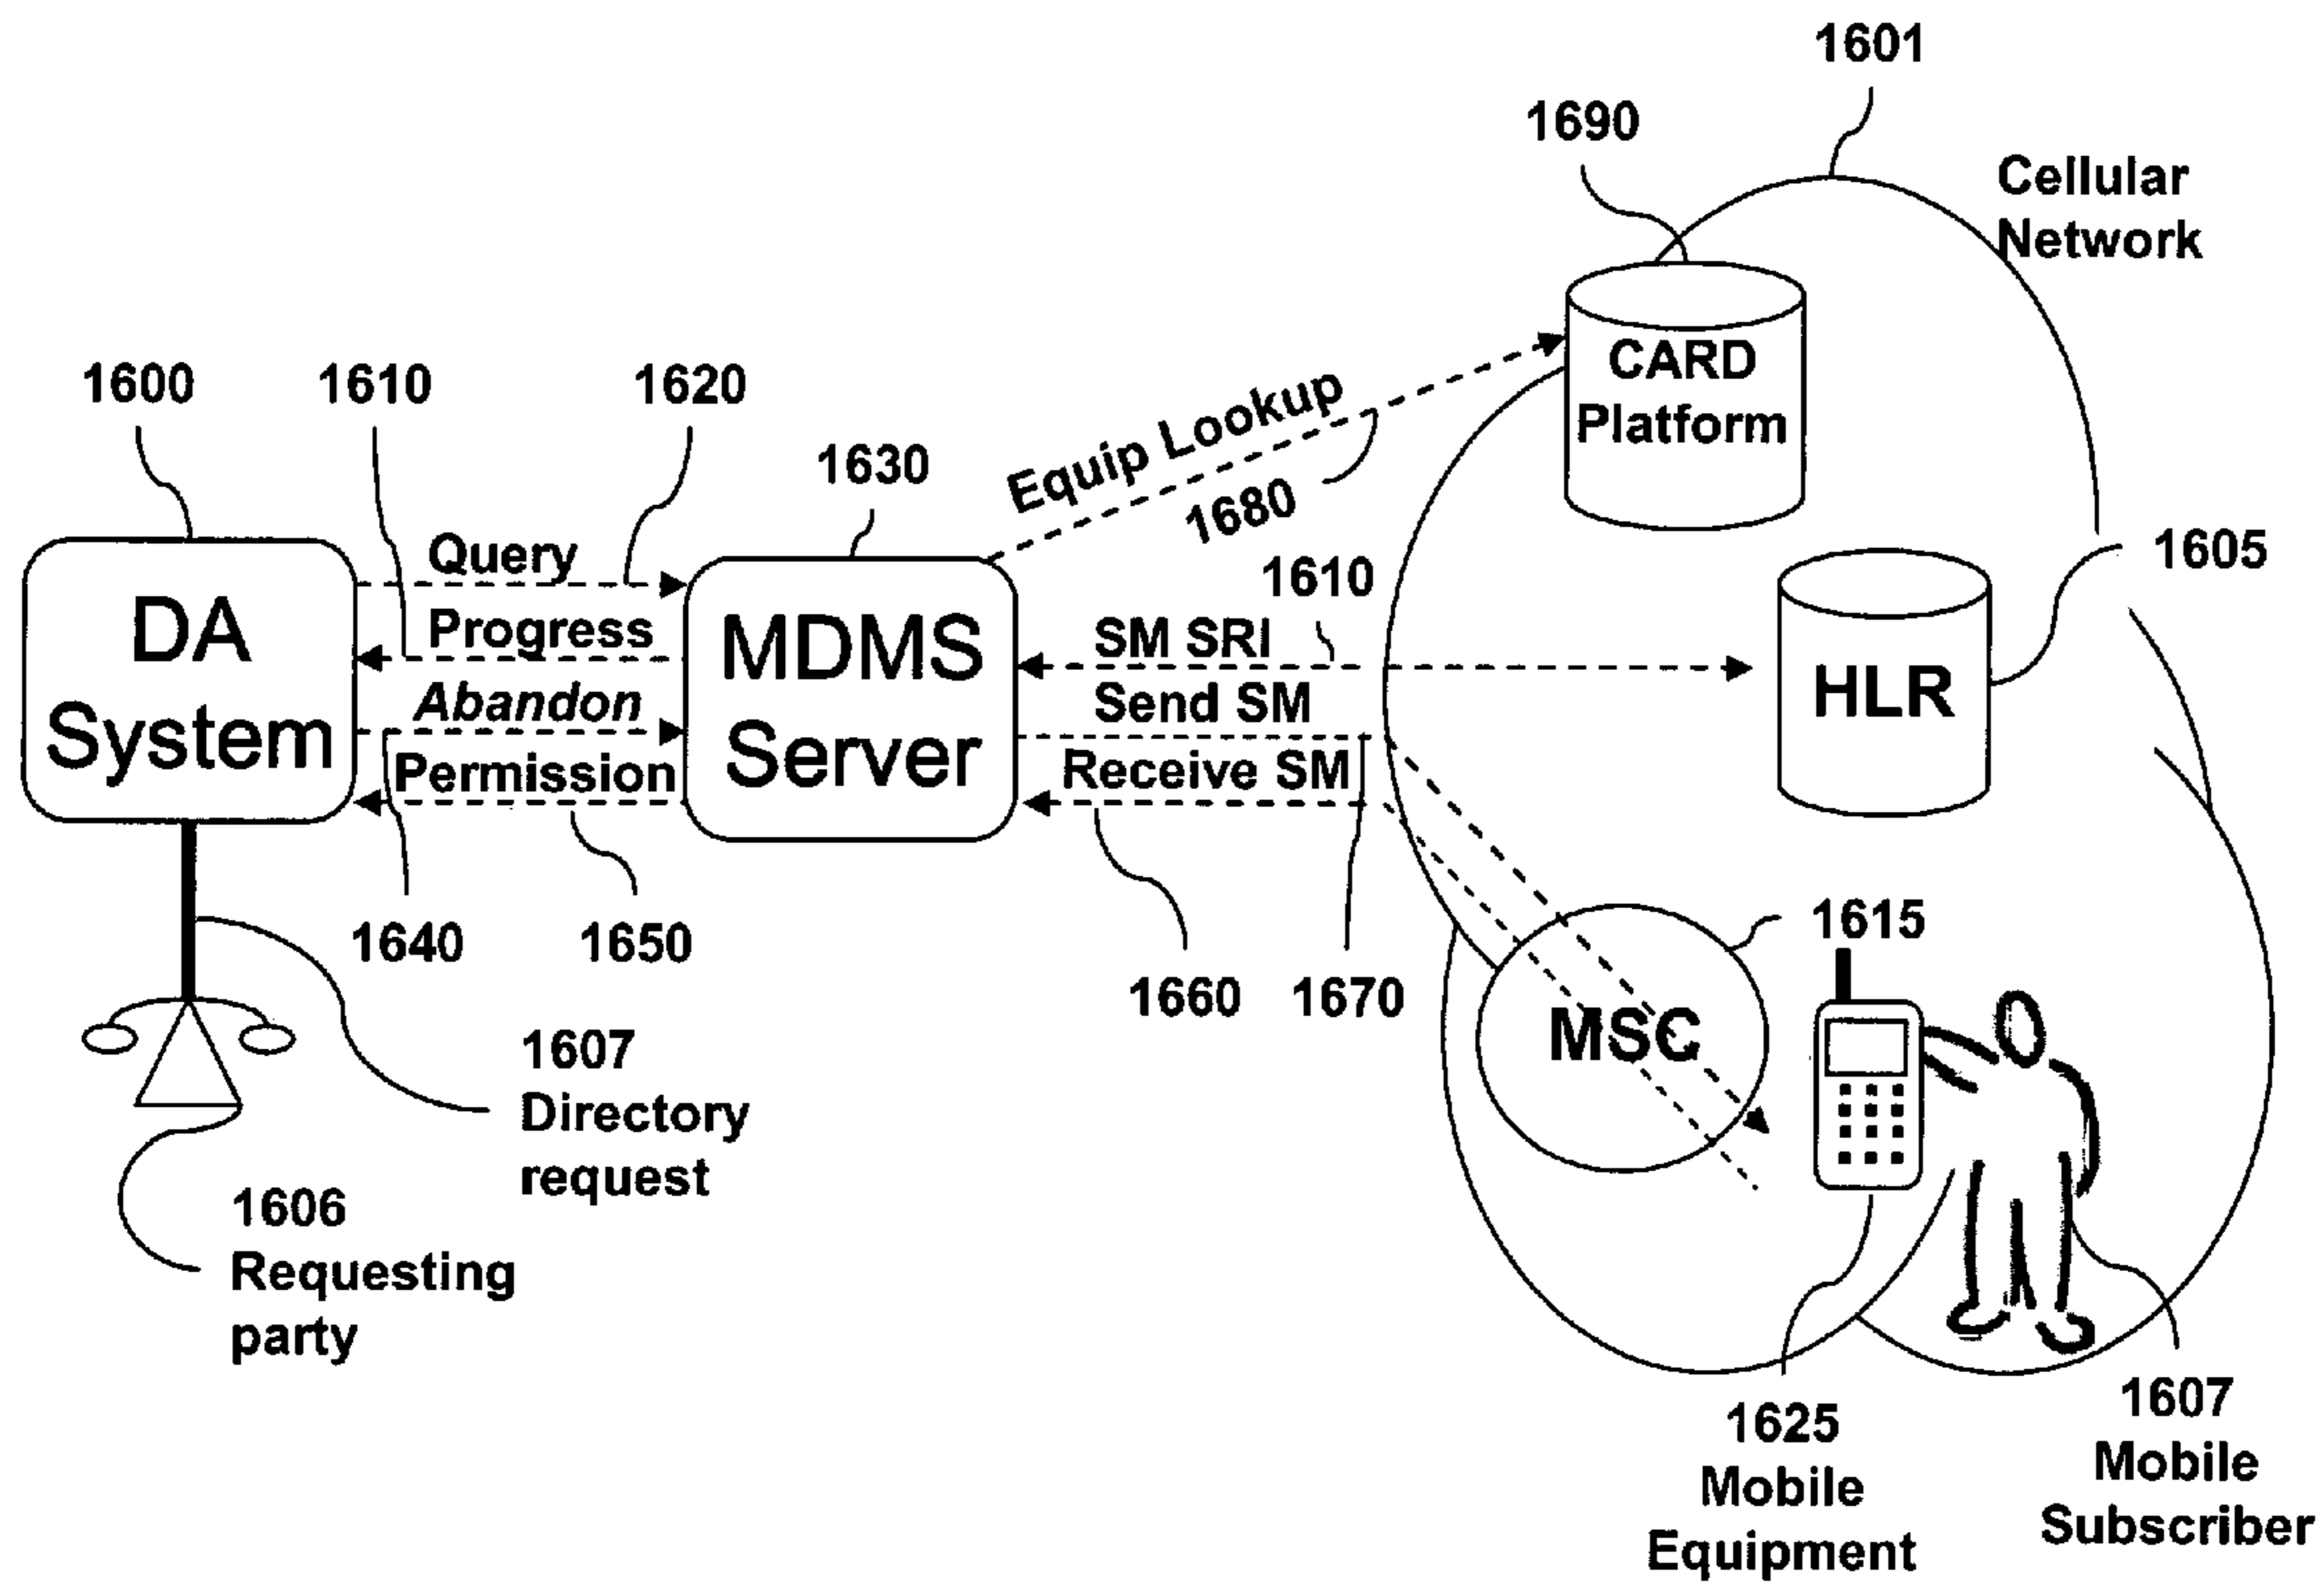 1601
1690
Cellular
Network
CARD
Platform
1600
1610
1620
1630
Equip Lookup
1680
1605
Query
Progress
Abandon
Permission
DA
System
MDMS
Server
1610
SM SRI
Send SM
Receive SM
HLR
1640
1650
1660
1670
1615
MSC
1607
Directory
request
1606
Requesting
party
1625
Mobile
Equipment
1607
Mobile
Subscriber